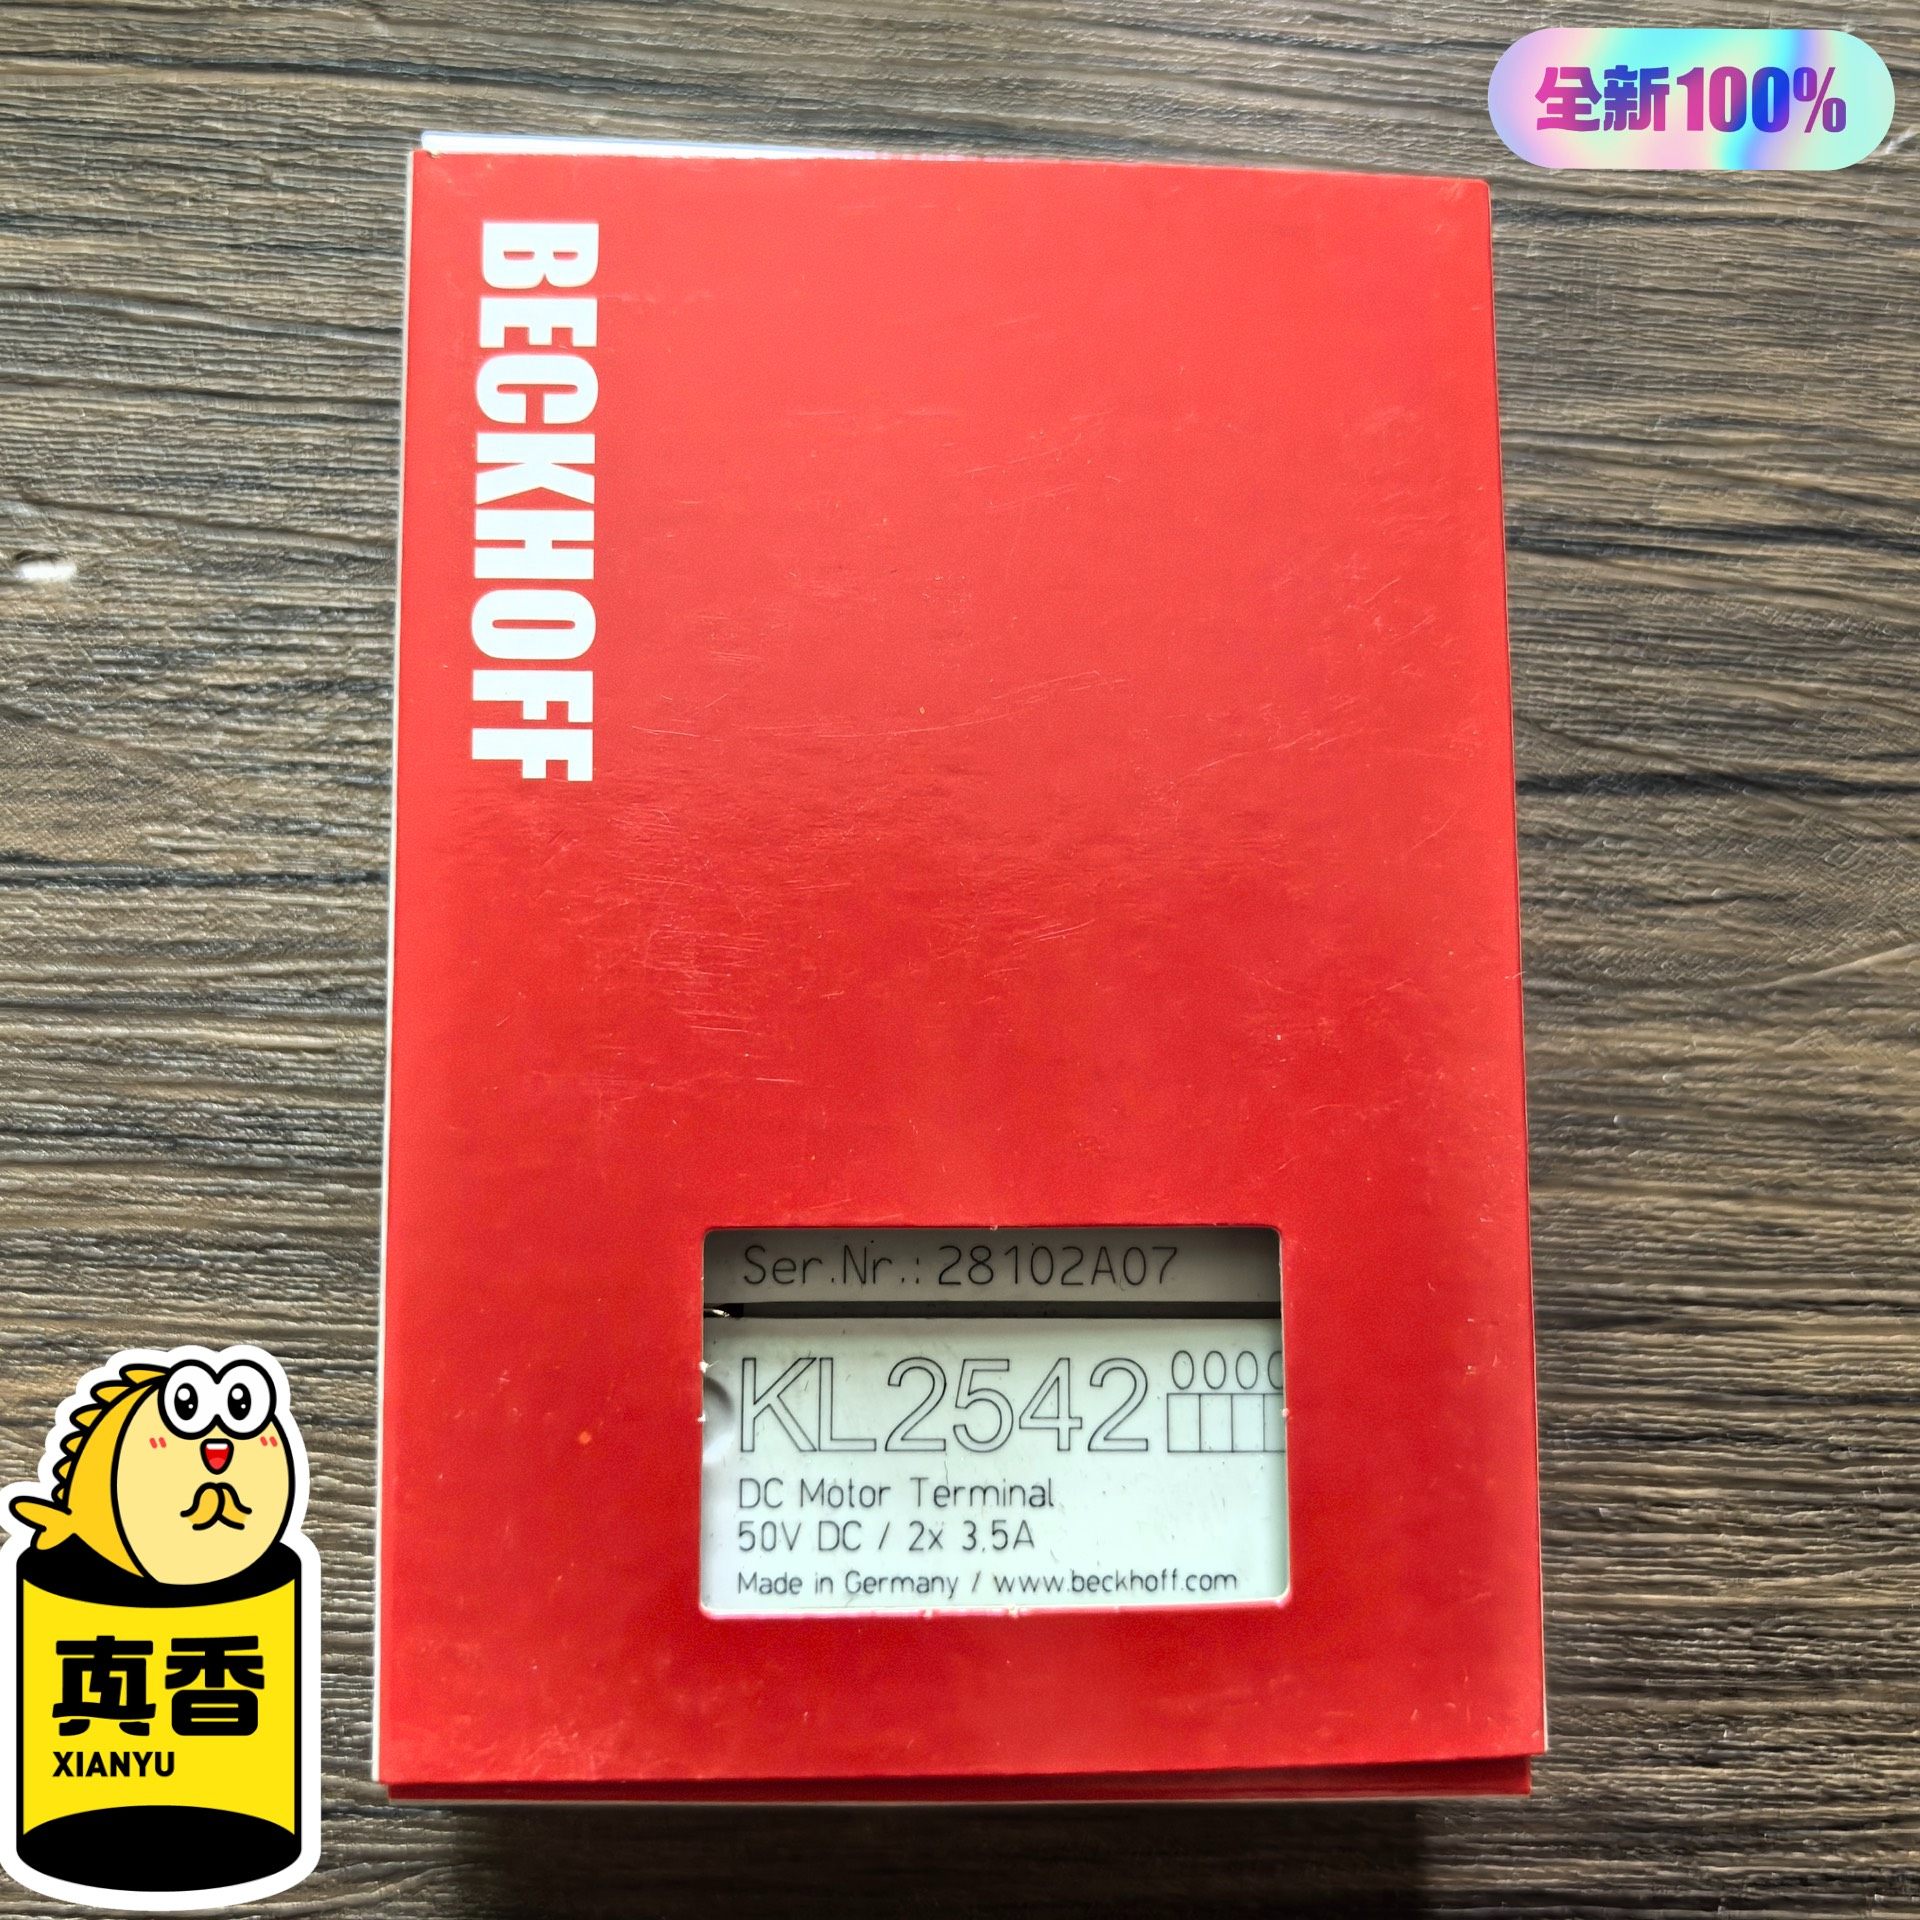 全新100%
BECKHOFF
Ser.Nr.: 28102A07
KL2542
DC Motor Terminal
50V DC / 2x 3.5A
Made in Germany / www.beckhoff.com
真香
XIANYU